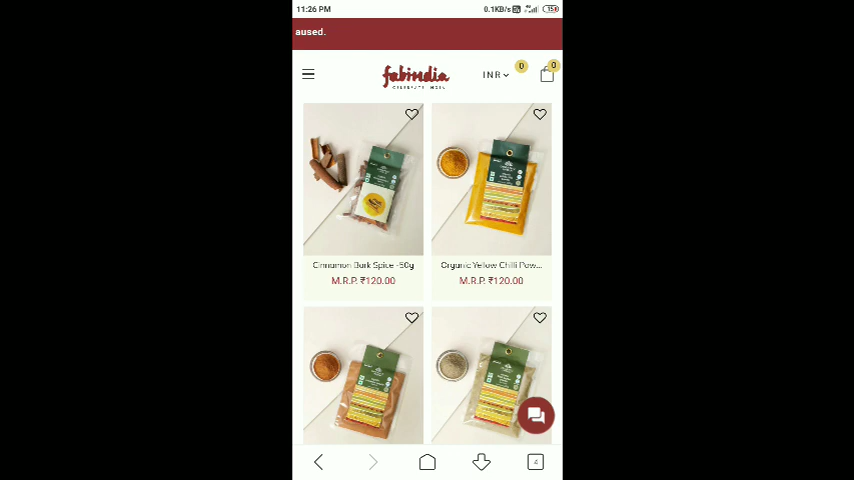 11:26 PM 0.1KB/s 15
aused.
fabindia
INR 0 0
Cinnamon Bark Spice -50g Organic Yellow Chilli Pow...
M.R.P. ₹120.00 M.R.P. ₹120.00
4